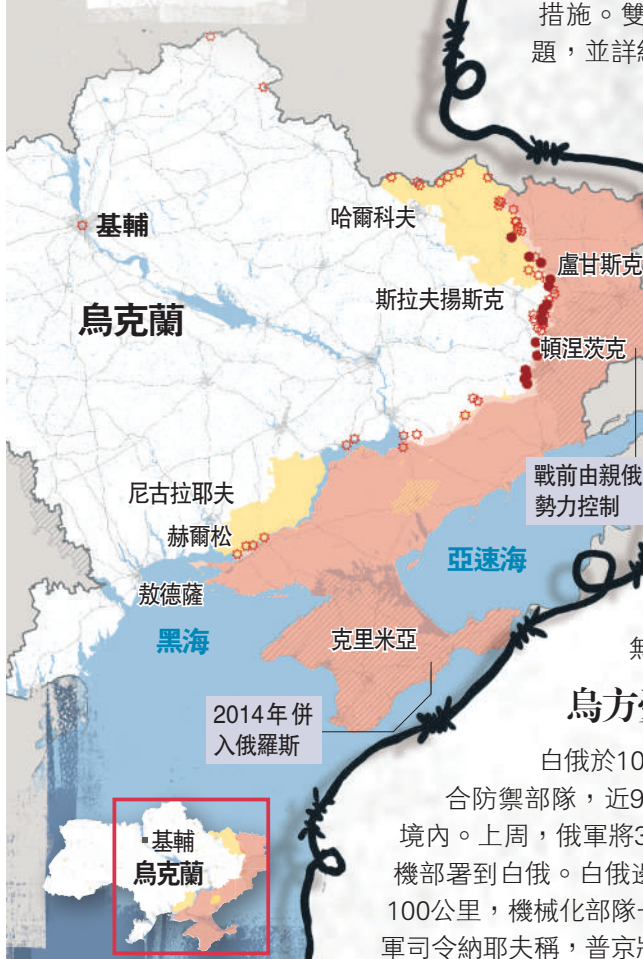 措施。雙
題，並詳
基輔
哈爾科夫
盧甘斯克
烏克蘭
斯拉夫揚斯克
頓涅茨克
戰前由親俄
勢力控制
尼古拉耶夫
赫爾松
亞速海
敖德薩
黑海
克里米亞
2014年併
入俄羅斯
烏方
白俄於10
合防禦部隊，近9
境內。上周，俄軍將3
機部署到白俄。白俄邊
100公里，機械化部隊
軍司令納耶夫稱，普京
基輔
烏克蘭